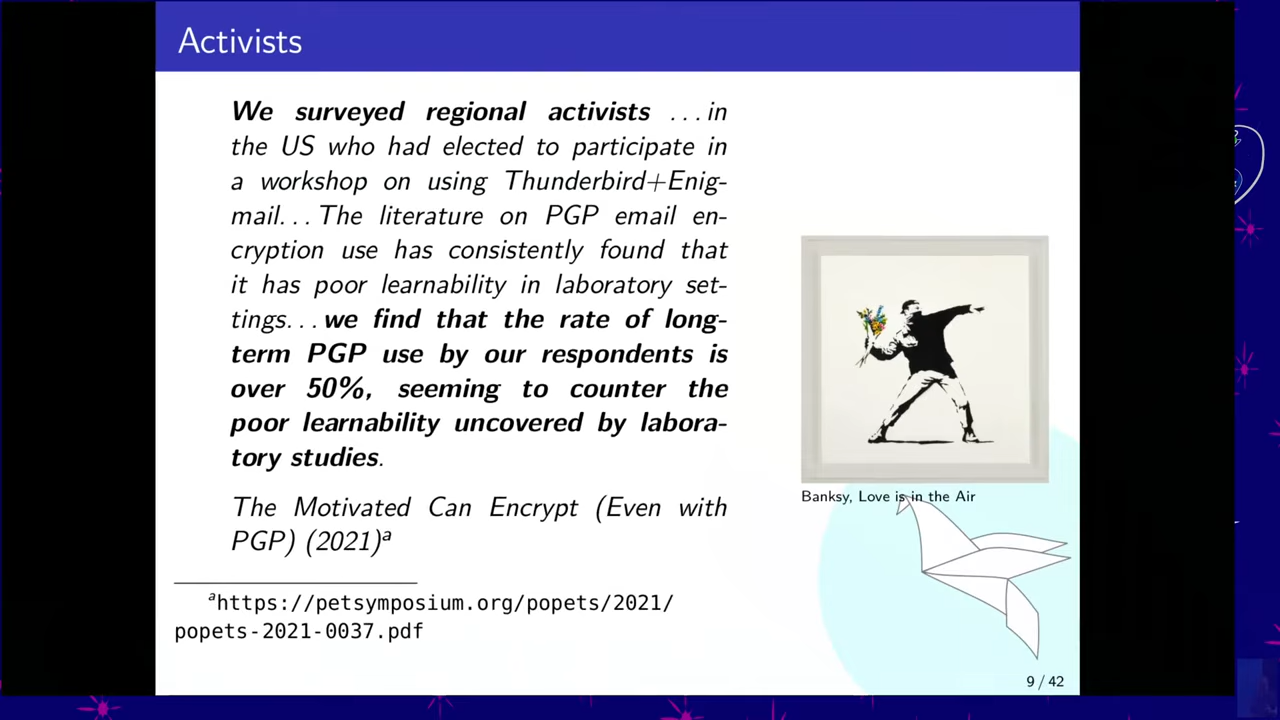 Activists
We surveyed regional activists ...in
the US who had elected to participate in
a workshop on using Thunderbird+Enig-
mail... The literature on PGP email en-
cryption use has consistently found that
it has poor learnability in laboratory set-
tings...we find that the rate of long-
term PGP use by our respondents is
over 50%, seeming to counter the
poor learnability uncovered by labora-
tory studies.
The Motivated Can Encrypt (Even with
PGP) (2021)ᵃ
ᵃhttps://petsymposium.org/popets/2021/
popets-2021-0037.pdf
Banksy, Love is in the Air
9 / 42